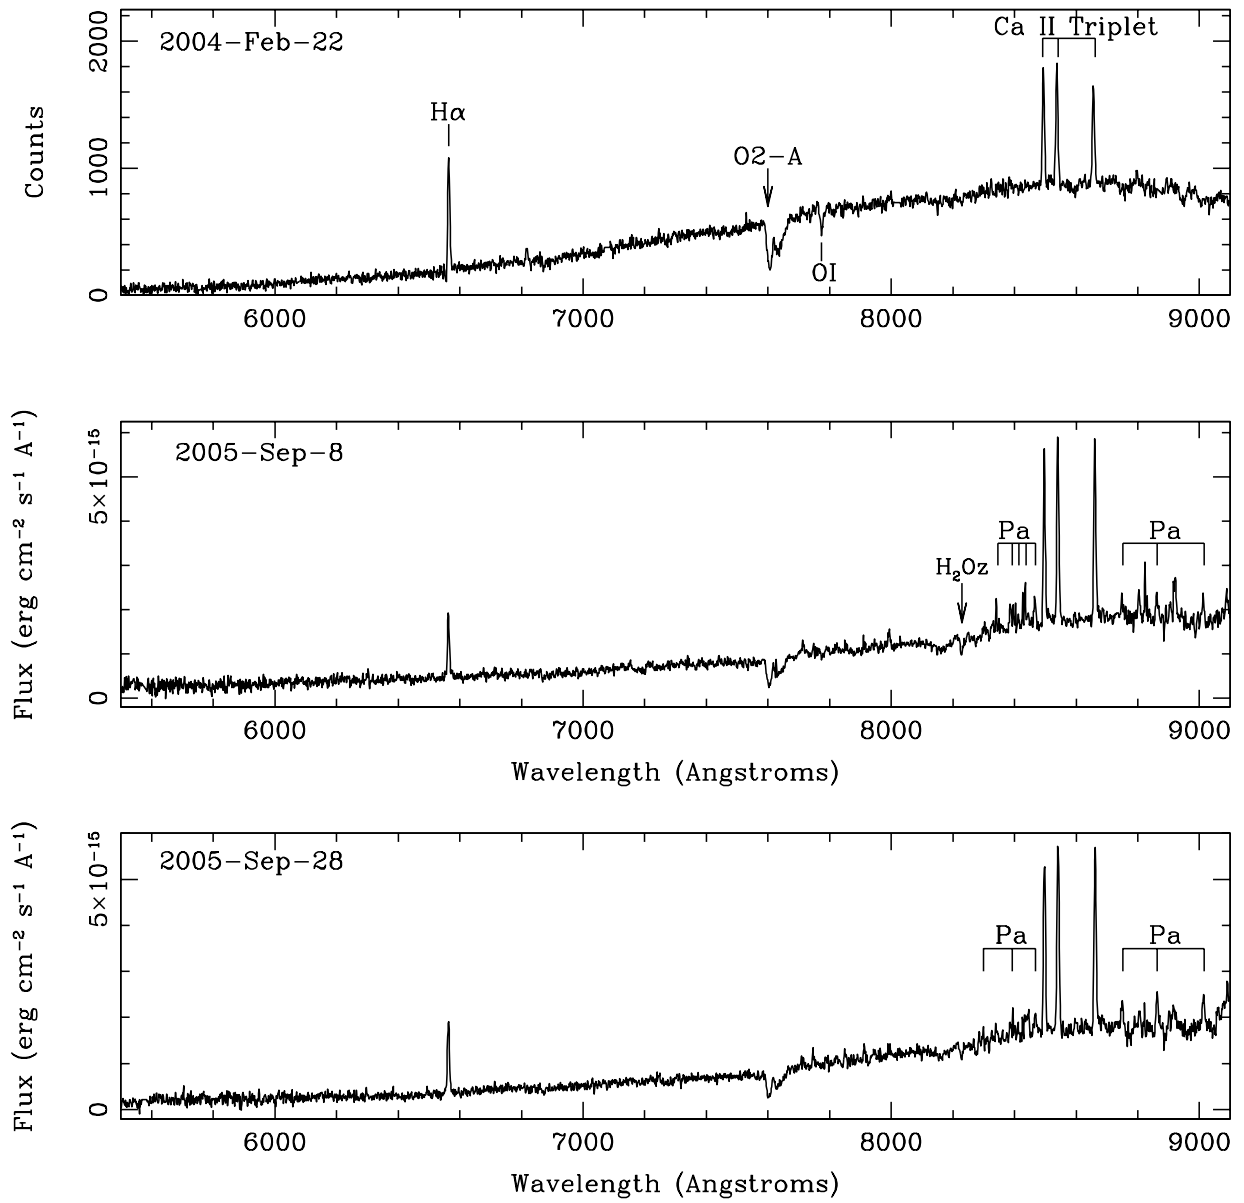 2004-Feb-22
Ca II Triplet
Hα
O2-A
OI
Counts
0
1000
2000
6000 7000 8000 9000
2005-Sep-8
Pa
Pa
H₂Oz
Flux (erg cm⁻² s⁻¹ A⁻¹)
0
5×10⁻¹⁵
6000 7000 8000 9000
Wavelength (Angstroms)
2005-Sep-28
Pa
Pa
Flux (erg cm⁻² s⁻¹ A⁻¹)
0
5×10⁻¹⁵
6000 7000 8000 9000
Wavelength (Angstroms)